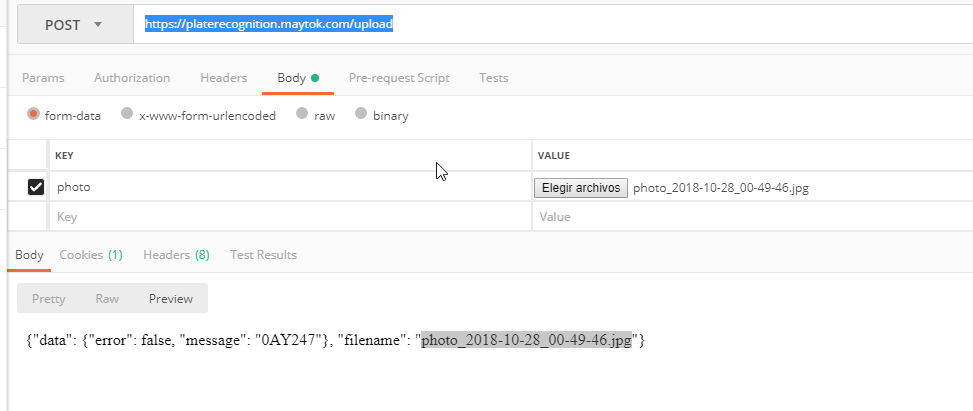 POST https://platerecognition.maytok.com/upload
Params Authorization Headers Body Pre-request Script Tests
form-data x-www-form-urlencoded raw binary
KEY VALUE
photo Elegir archivos photo_2018-10-28_00-49-46.jpg
Key Value
Body Cookies (1) Headers (8) Test Results
Pretty Raw Preview
{"data": {"error": false, "message": "0AY247"}, "filename": "photo_2018-10-28_00-49-46.jpg"}